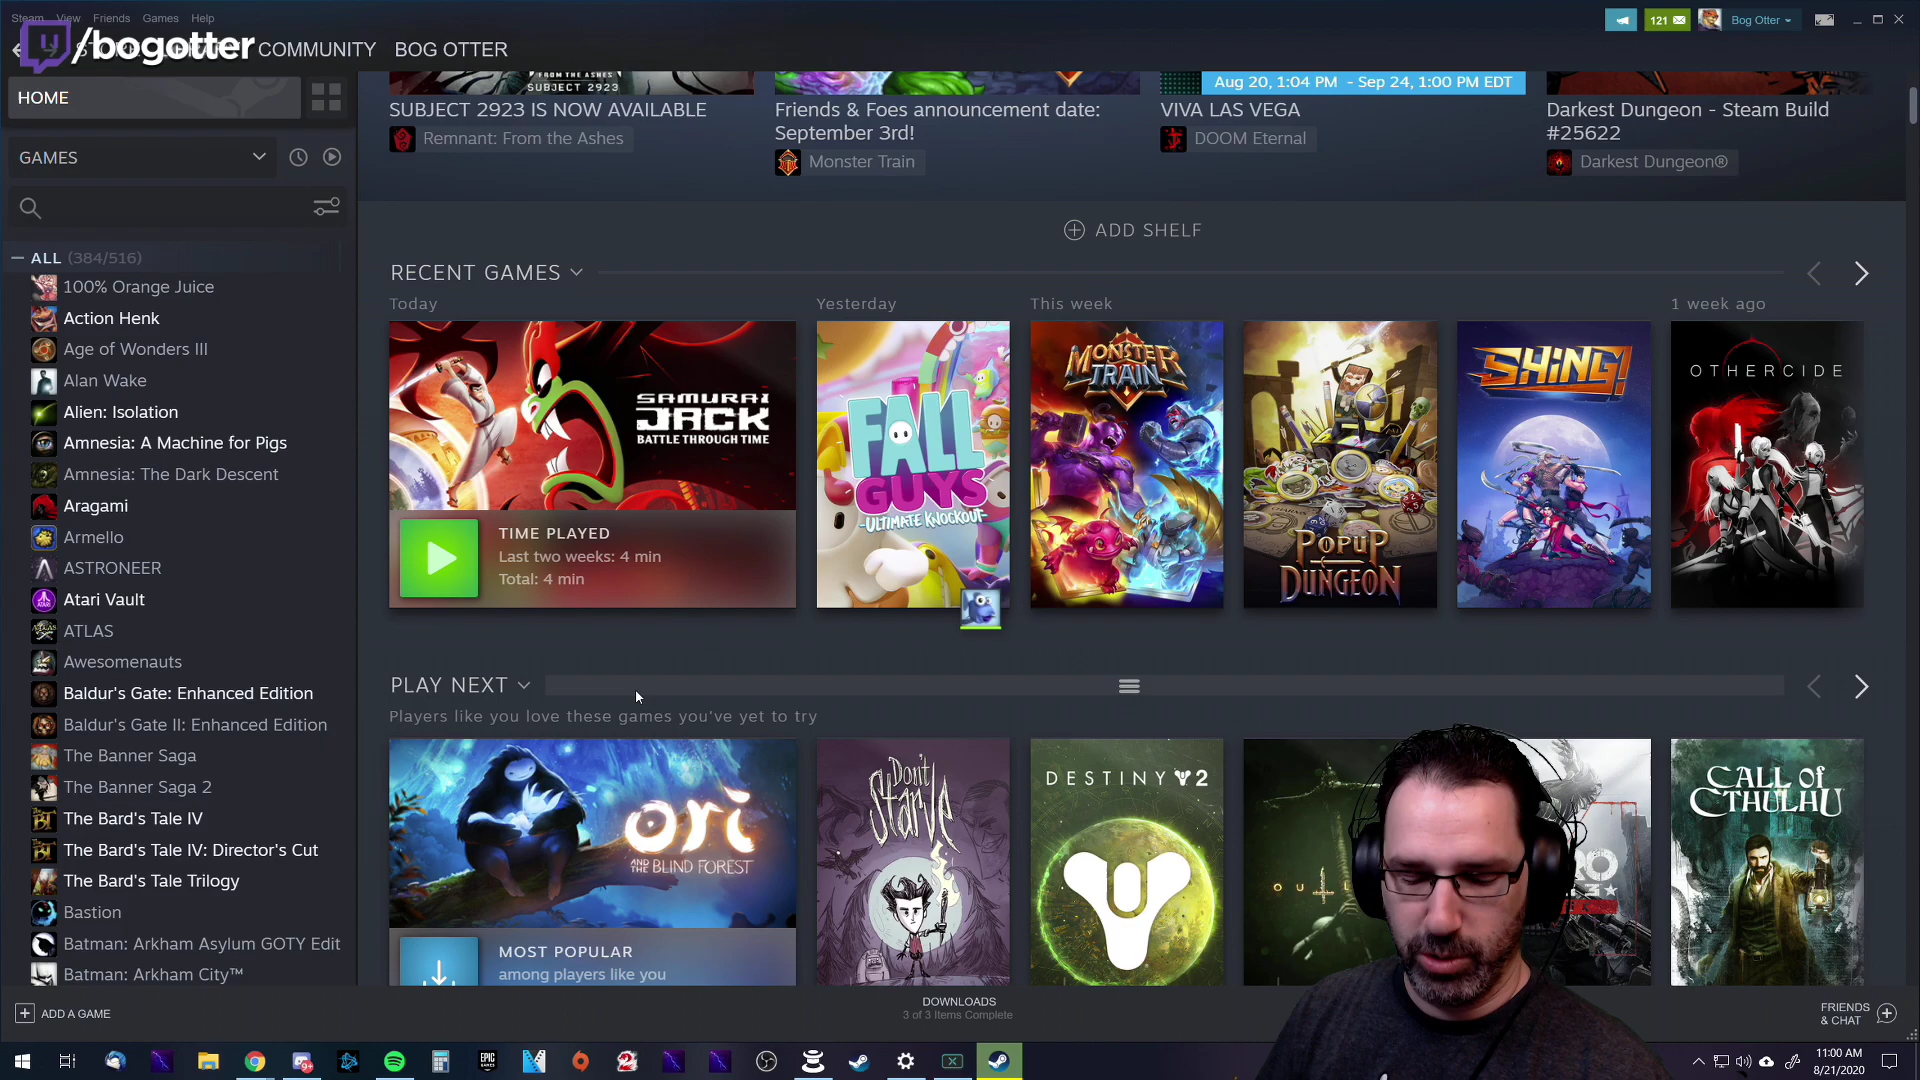 Steam View Friends Games Help
121
Bog Otter
/bogotter
COMMUNITY
BOG OTTER
HOME
GAMES
ALL (384/516)
100% Orange Juice
Action Henk
Age of Wonders III
Alan Wake
Alien: Isolation
Amnesia: A Machine for Pigs
Amnesia: The Dark Descent
Aragami
Armello
ASTRONEER
Atari Vault
ATLAS
Awesomenauts
Baldur's Gate: Enhanced Edition
Baldur's Gate II: Enhanced Edition
The Banner Saga
The Banner Saga 2
The Bard's Tale IV
The Bard's Tale IV: Director's Cut
The Bard's Tale Trilogy
Bastion
Batman: Arkham Asylum GOTY Edit
Batman: Arkham City™
ADD A GAME
FROM THE ASHES
SUBJECT 2923
SUBJECT 2923 IS NOW AVAILABLE
Remnant: From the Ashes
Friends & Foes announcement date:
September 3rd!
Monster Train
Aug 20, 1:04 PM - Sep 24, 1:00 PM EDT
VIVA LAS VEGA
DOOM Eternal
Darkest Dungeon - Steam Build
#25622
Darkest Dungeon®
ADD SHELF
RECENT GAMES
Today
Yesterday
This week
1 week ago
SAMURAI
JACK
BATTLE THROUGH TIME
TIME PLAYED
Last two weeks: 4 min
Total: 4 min
FALL
GUYS
-ULTIMATE KNOCKOUT-
MONSTER
TRAIN
POPUP
DUNGEON
SHING!
OTHERCIDE
PLAY NEXT
Players like you love these games you've yet to try
ori
AND THE BLIND FOREST
MOST POPULAR
among players like you
Don't
Starve
DESTINY 2
OUTL
CALL of
CTHULHU
DOWNLOADS
3 of 3 Items Complete
FRIENDS
& CHAT
9+
EPIC
GAMES
11:00 AM
8/21/2020